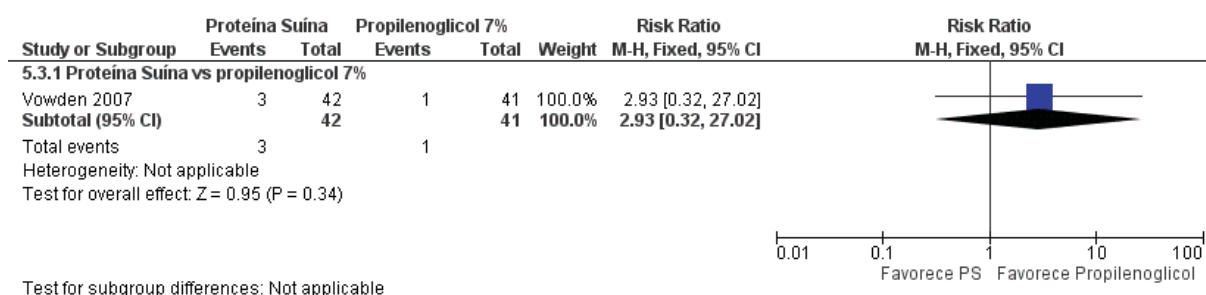 Proteína Suína Propilenoglicol 7% Risk Ratio Risk Ratio
Study or Subgroup Events Total Events Total Weight M-H, Fixed, 95% CI M-H, Fixed, 95% CI
5.3.1 Proteína Suína vs propilenoglicol 7%
Vowden 2007 3 42 1 41 100.0% 2.93 [0.32, 27.02]
Subtotal (95% CI) 42 41 100.0% 2.93 [0.32, 27.02]
Total events 3 1
Heterogeneity: Not applicable
Test for overall effect: Z = 0.95 (P = 0.34)
0.01 0.1 1 10 100
Favorece PS Favorece Propilenoglicol
Test for subgroup differences: Not applicable